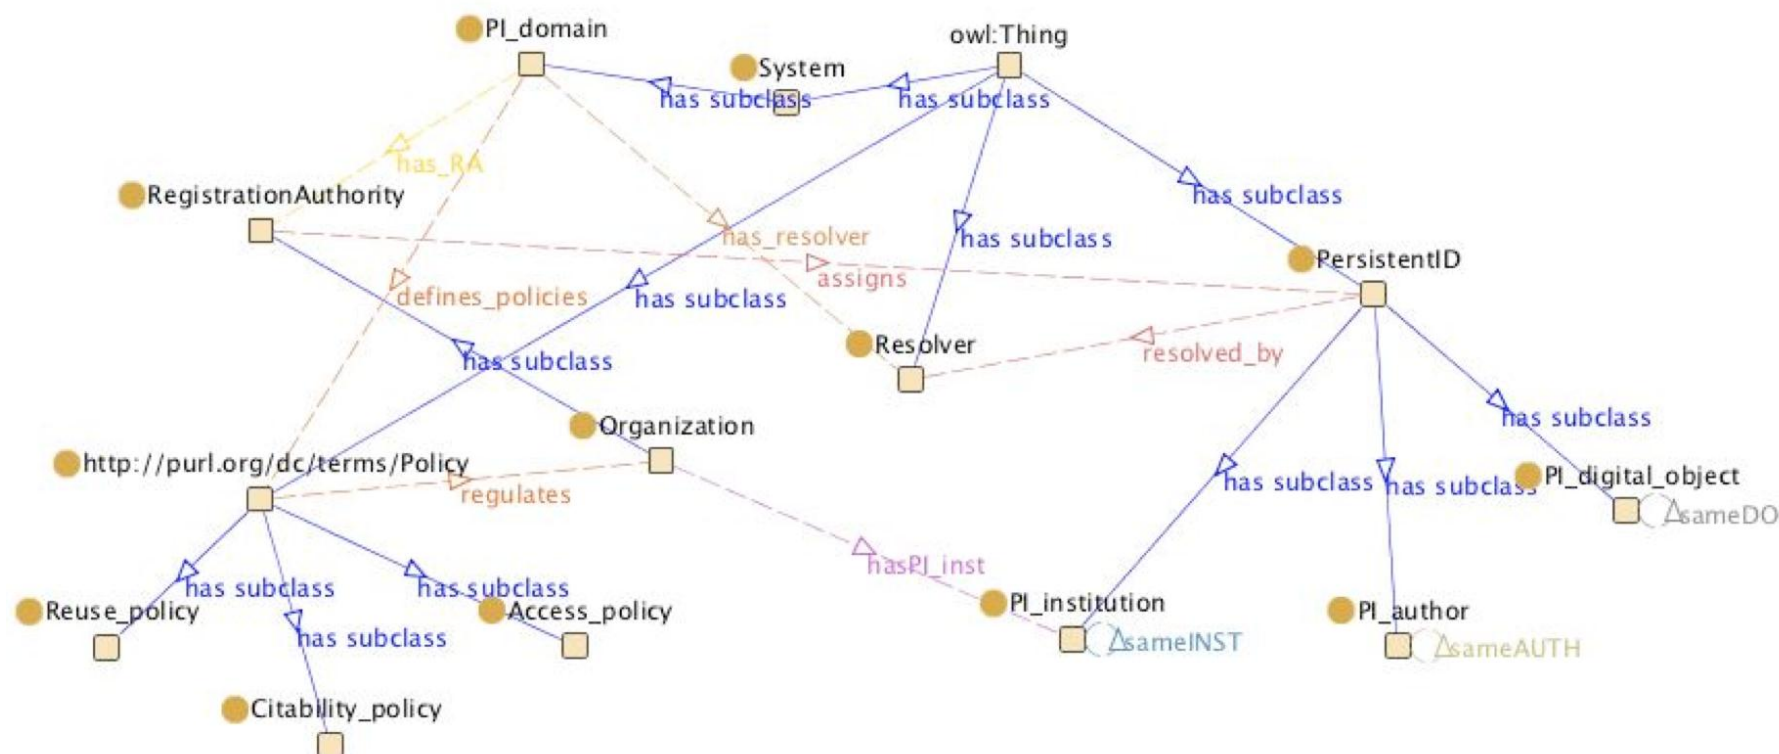 PI_domain
owl:Thing
System
has subclass
has subclass
has_RA
RegistrationAuthority
has subclass
has_resolver
has subclass
PersistentID
assigns
defines_policies
has subclass
Resolver
resolved_by
has subclass
Organization
has subclass
http://purl.org/dc/terms/Policy
regulates
has subclass
has subclass
PI_digital_object
sameDO
hasPI_inst
has subclass
has subclass
Reuse_policy
Access_policy
PI_institution
PI_author
has subclass
sameINST
sameAUTH
Citability_policy